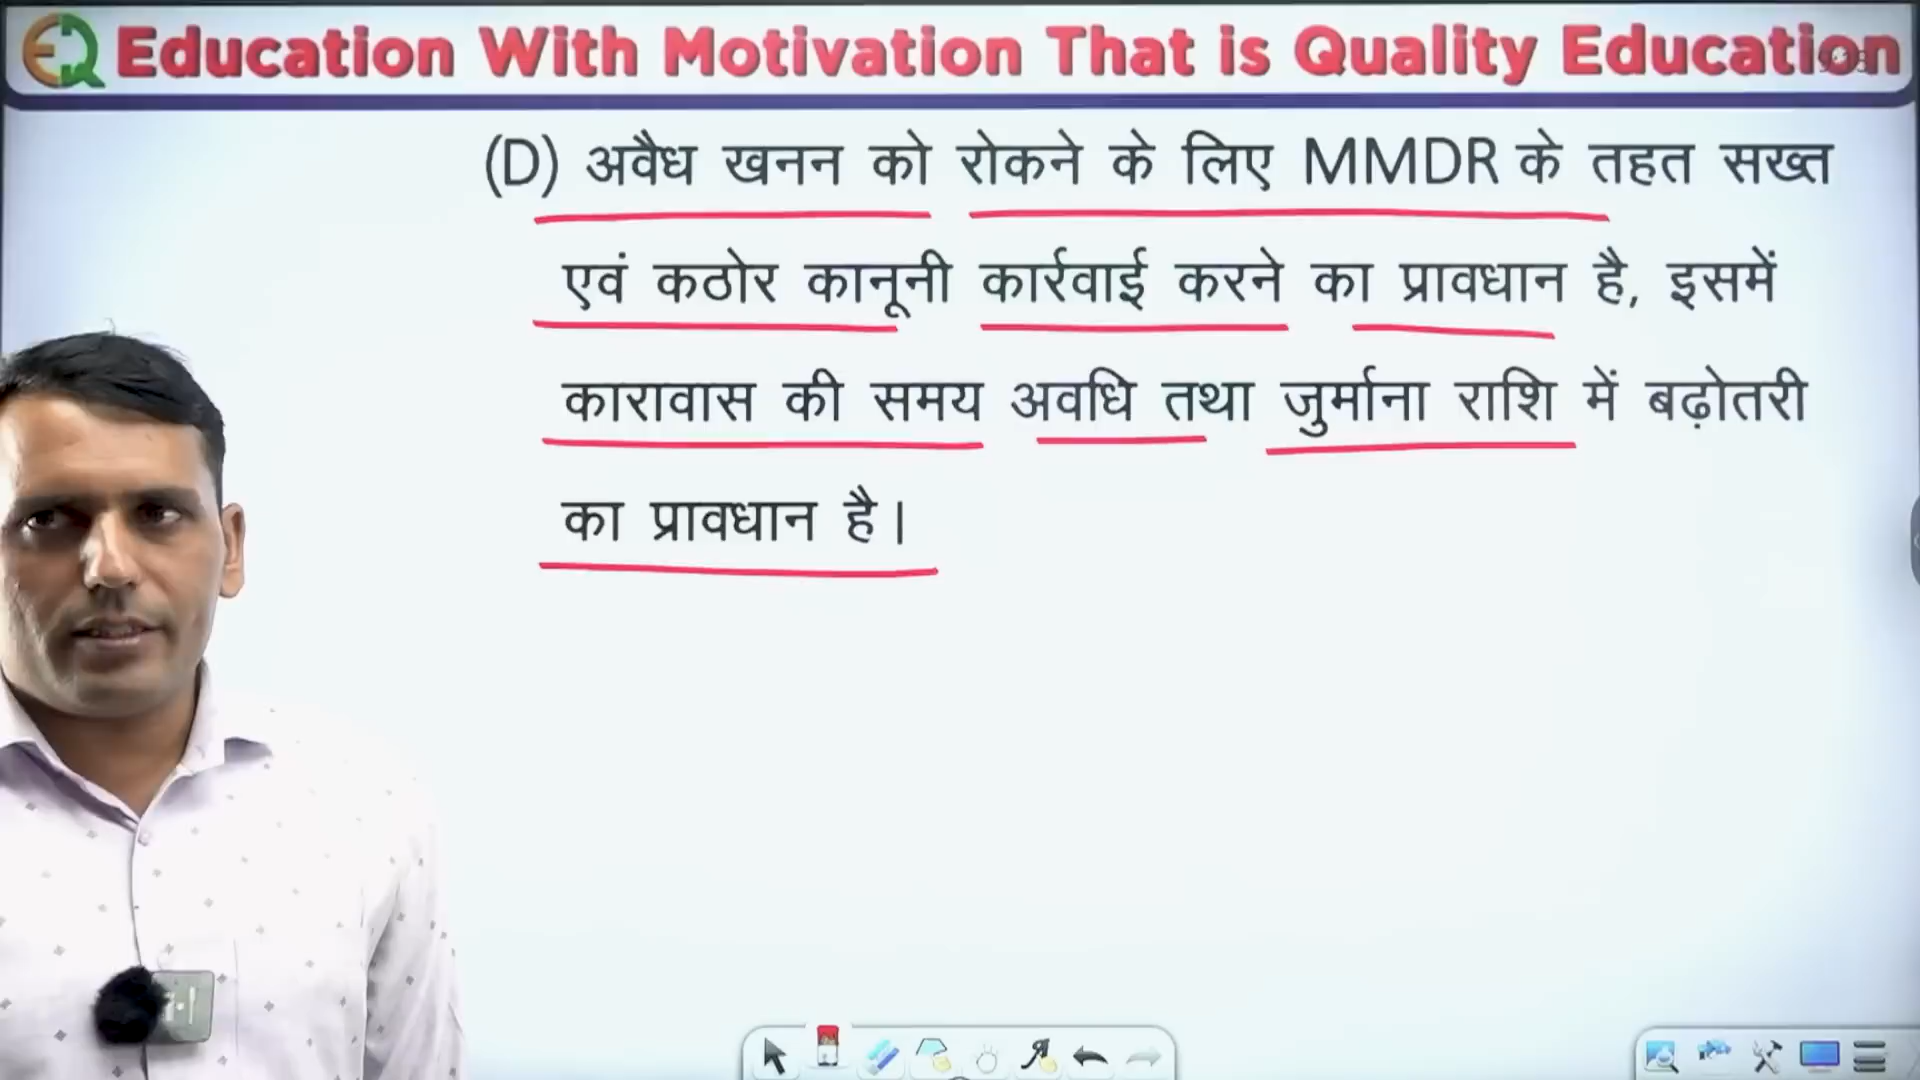 Education With Motivation That is Quality Education
(D) अवैध खनन को रोकने के लिए MMDR के तहत सख्त
एवं कठोर कानूनी कार्रवाई करने का प्रावधान है, इसमें
कारावास की समय अवधि तथा जुर्माना राशि में बढ़ोतरी
का प्रावधान है।